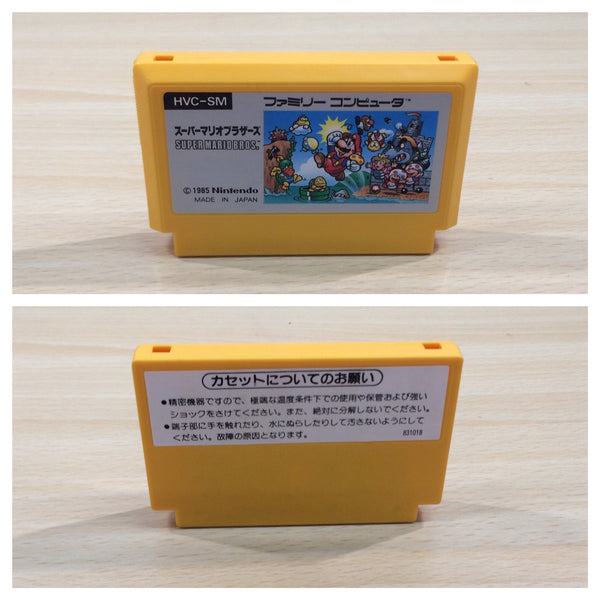 HVC-SM
ファミリー コンピュータ™
スーパーマリオブラザーズ
SUPER MARIO BROS.™
© 1985 Nintendo
MADE IN JAPAN
カセットについてのお願い
●精密機器ですので、極端な温度条件下での使用や保管および強い
ショックをさけてください。また、絶対に分解しないでください。
●端子部に手を触れたり、水にぬらしたりして汚さないようにして
ください。故障の原因となります。
831018